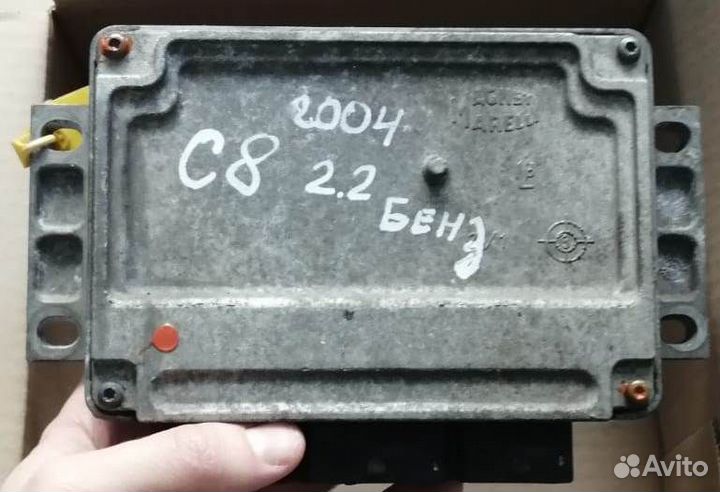 2004
C8 2.2
БЕНЗ
MAGNETI
MARELLI
Avito